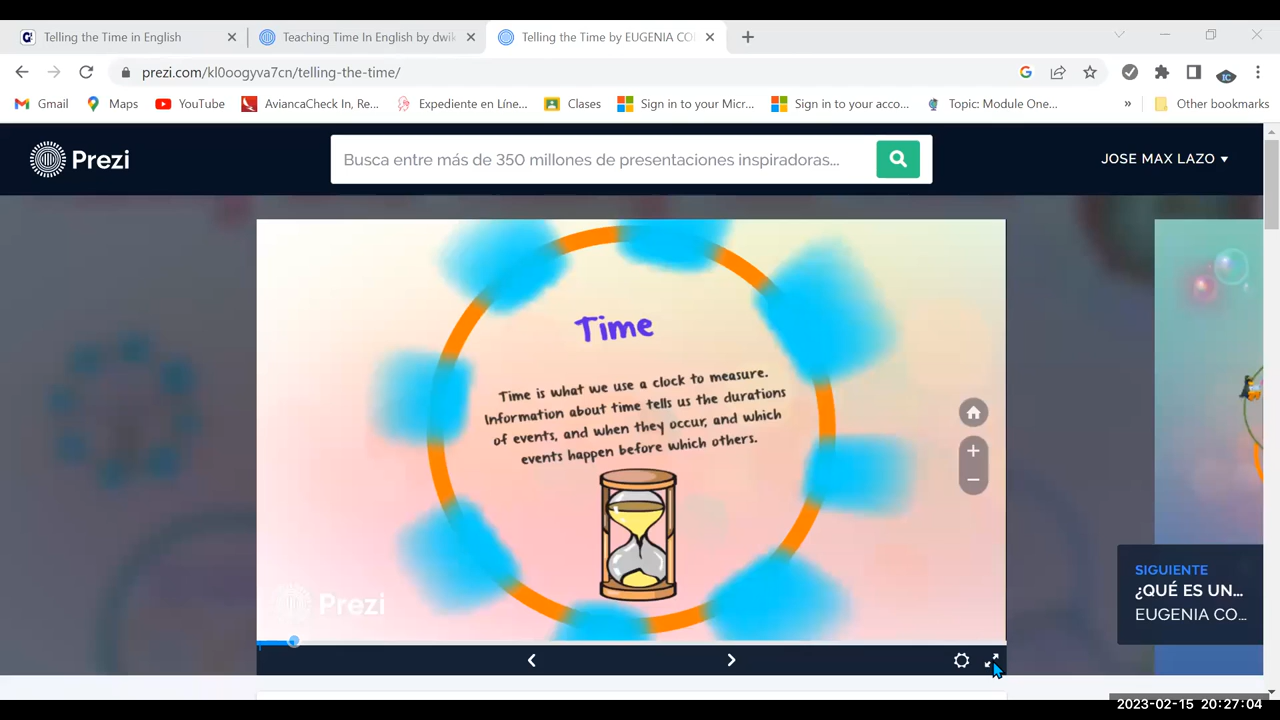 Telling the Time in English
Teaching Time In English by dwik
Telling the Time by EUGENIA CO
prezi.com/kl0oogyva7cn/telling-the-time/
Gmail
Maps
YouTube
AviancaCheck In, Re...
Expediente en Líne...
Clases
Sign in to your Micr...
Sign in to your acco...
Topic: Module One...
»
Other bookmarks
Prezi
Busca entre más de 350 millones de presentaciones inspiradoras...
JOSE MAX LAZO
Time
Time is what we use a clock to measure.
Information about time tells us the durations
of events, and when they occur, and which
events happen before which others.
Prezi
SIGUIENTE
¿QUÉ ES UN...
EUGENIA CO...
2023-02-15 20:27:04